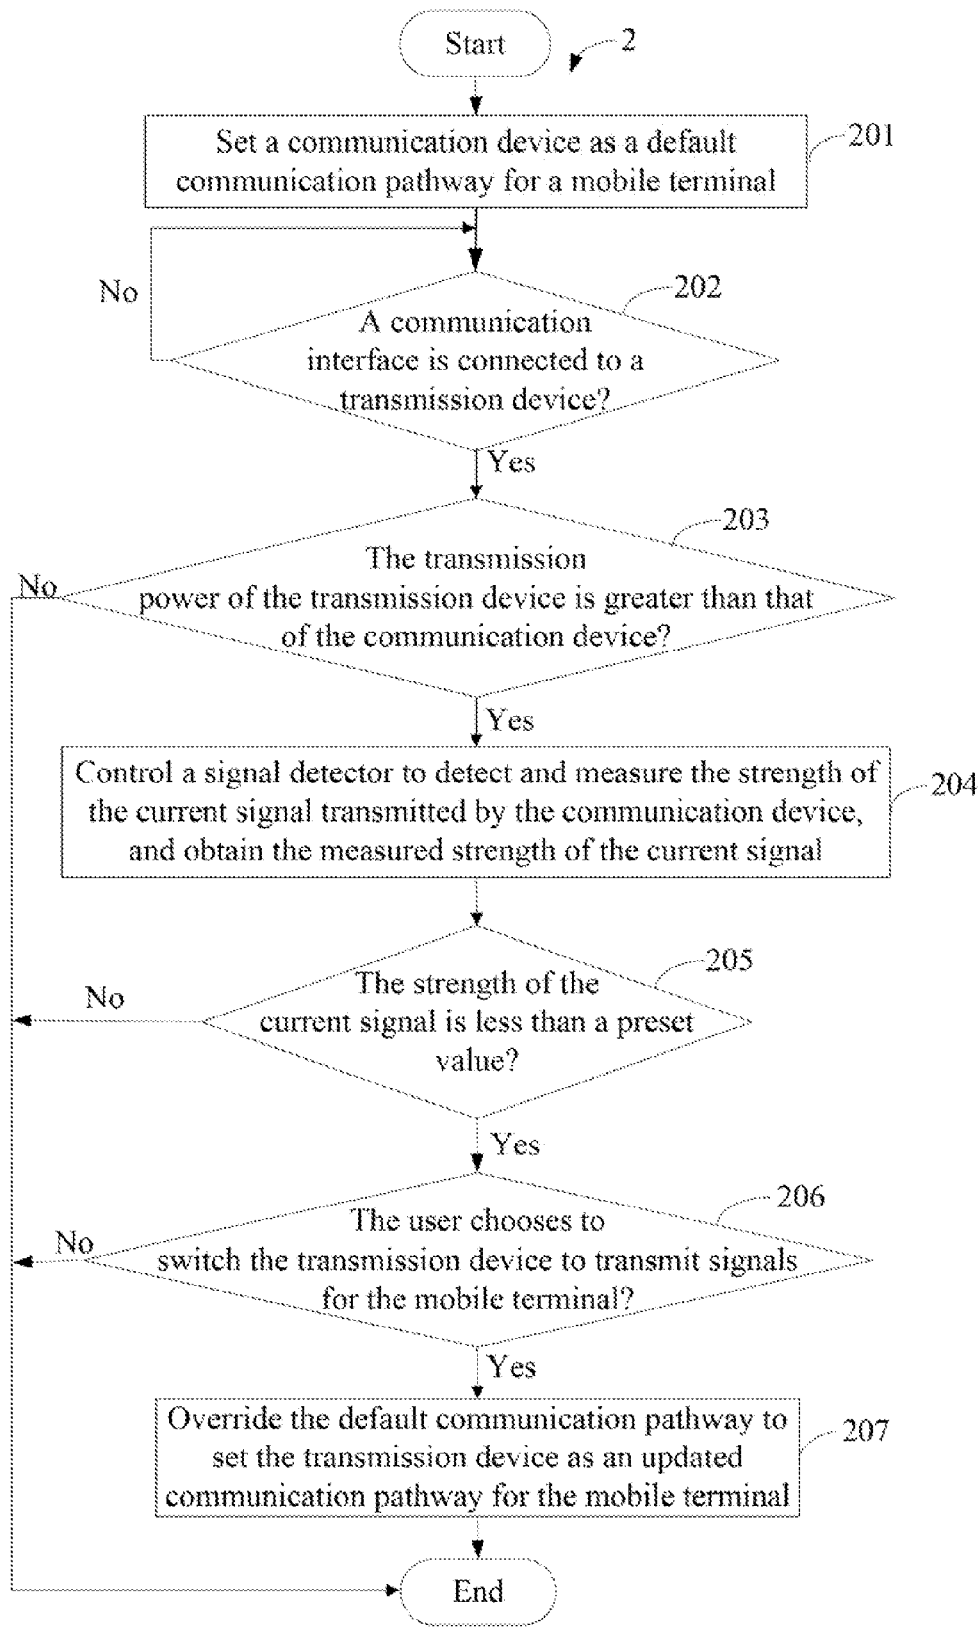 Start
2
Set a communication device as a default
communication pathway for a mobile terminal
201
No
202
A communication
interface is connected to a
transmission device?
Yes
203
The transmission
No
power of the transmission device is greater than that
of the communication device?
Yes
Control a signal detector to detect and measure the strength of
the current signal transmitted by the communication device,
and obtain the measured strength of the current signal
204
205
The strength of the
No
current signal is less than a preset
value?
Yes
206
The user chooses to
No
switch the transmission device to transmit signals
for the mobile terminal?
Yes
Override the default communication pathway to
set the transmission device as an updated
communication pathway for the mobile terminal
207
End